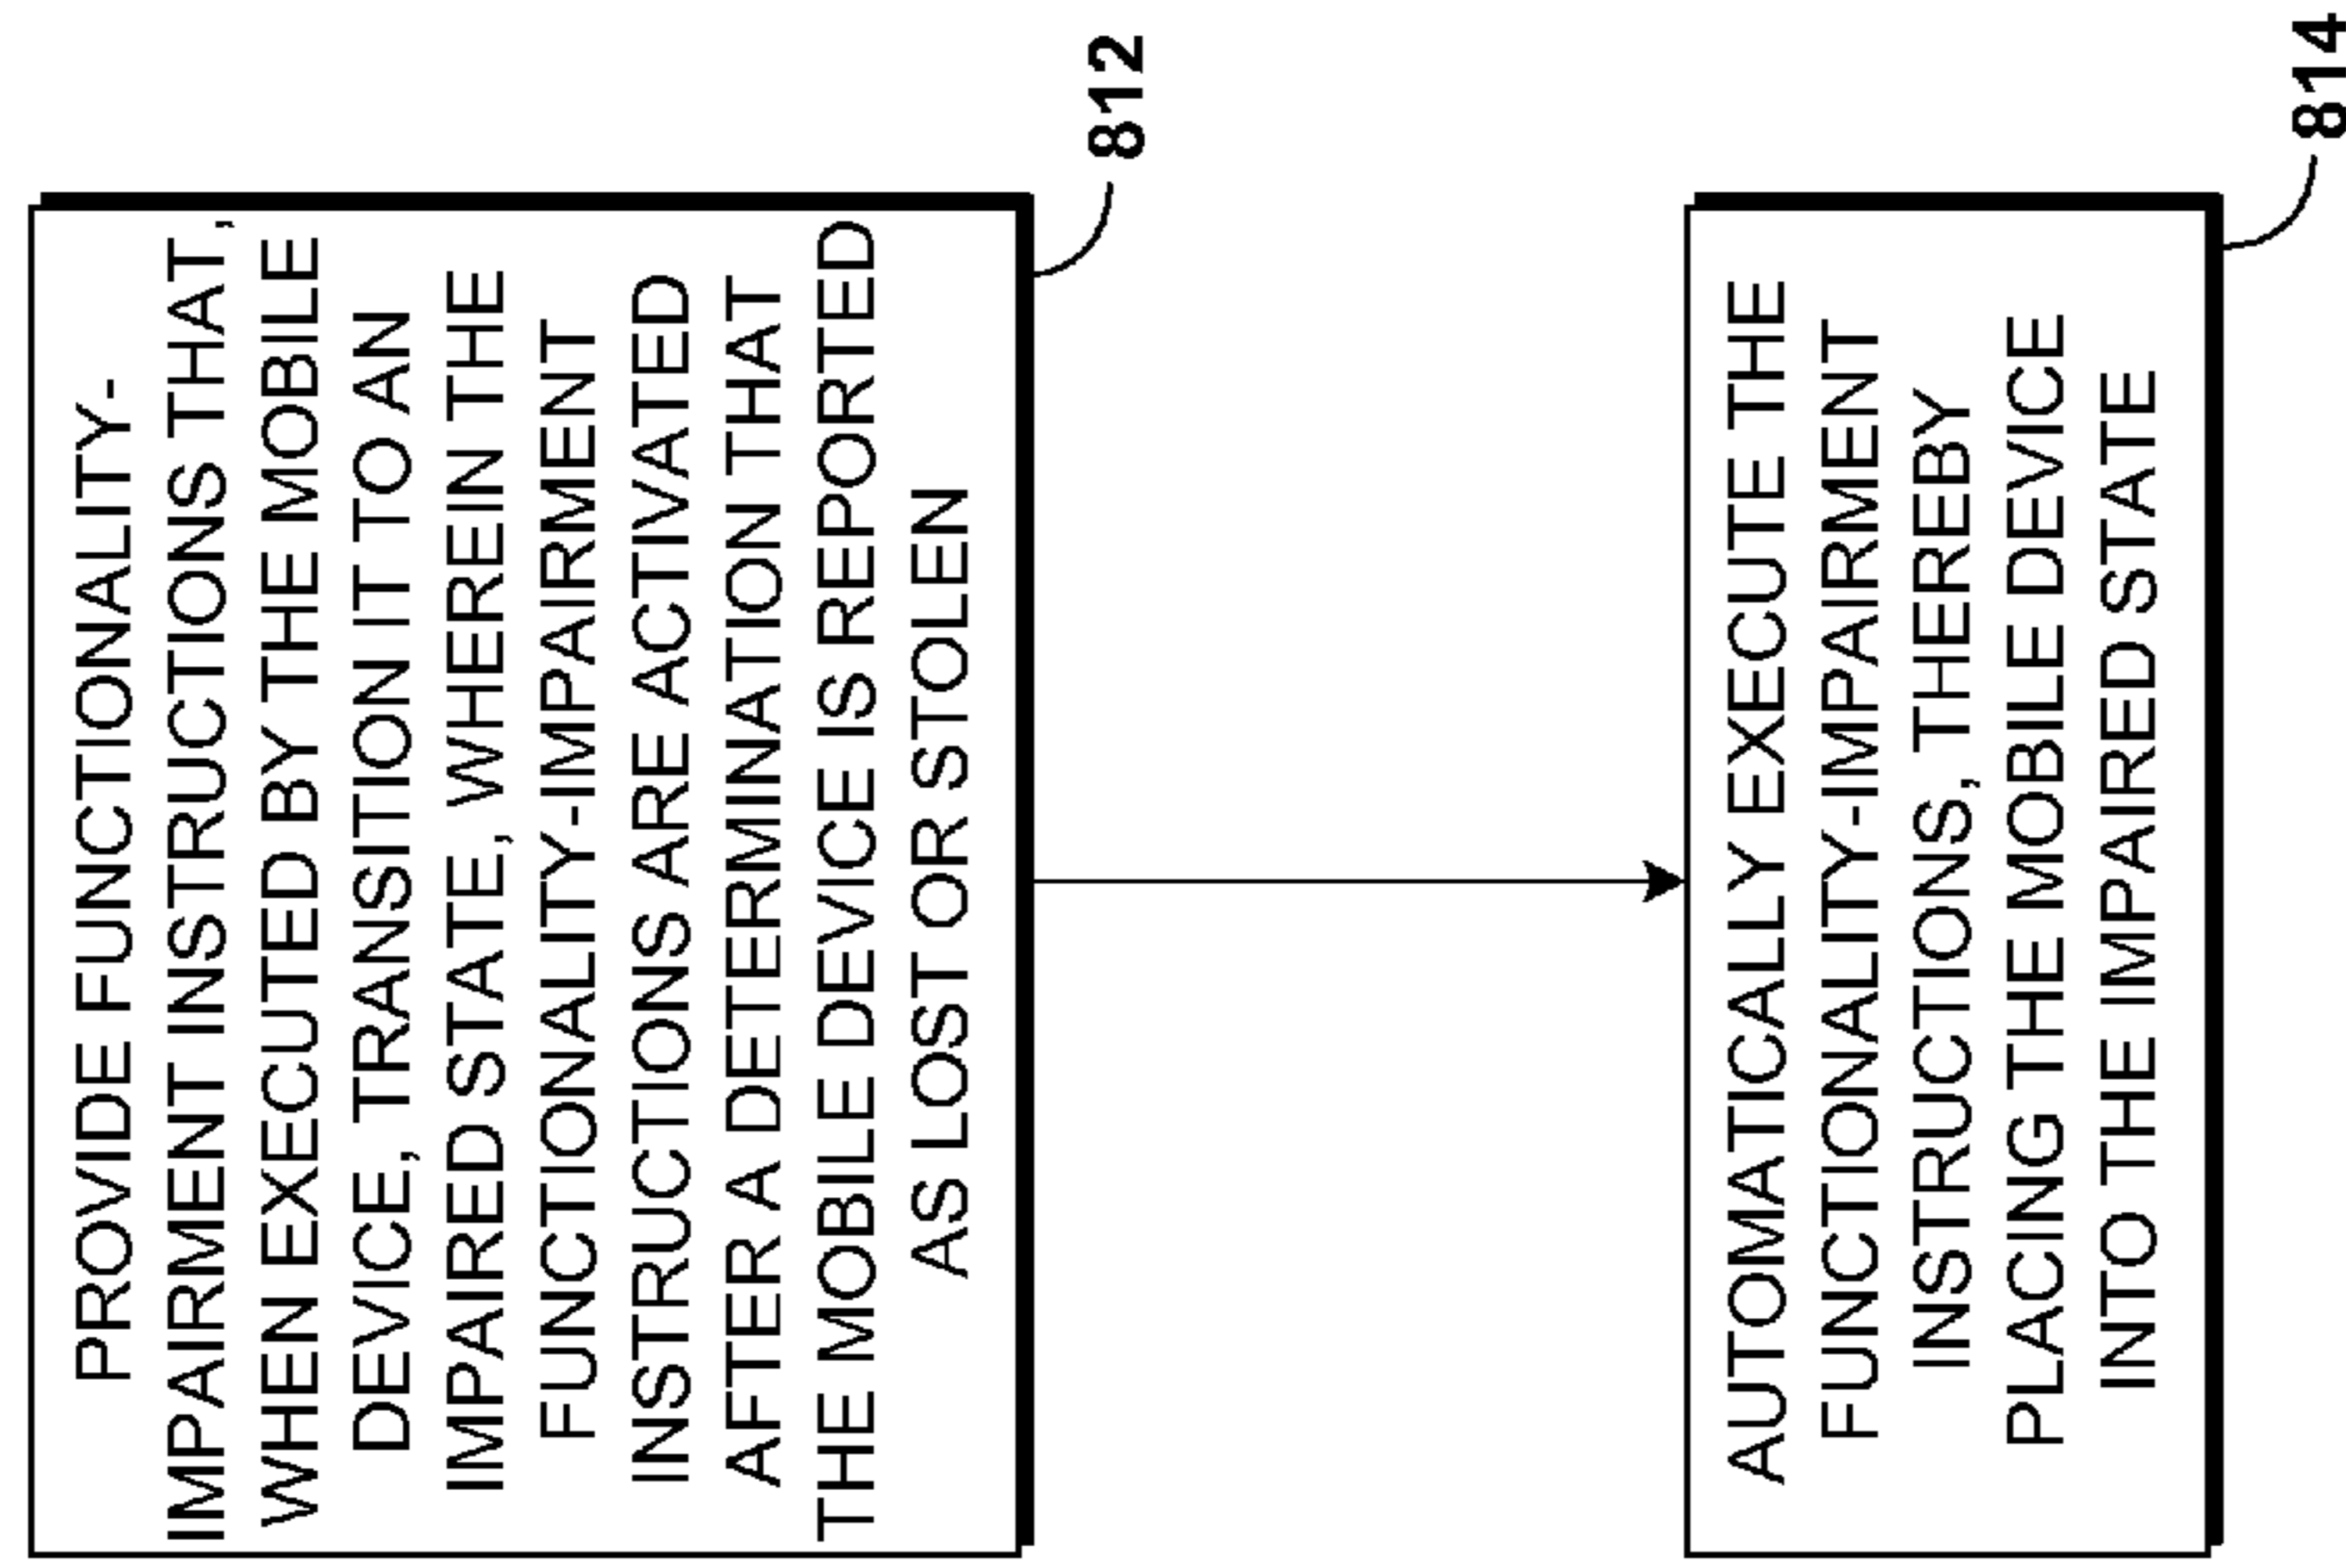 PROVIDE FUNCTIONALITY-
IMPAIRMENT INSTRUCTIONS THAT,
WHEN EXECUTED BY THE MOBILE
DEVICE, TRANSITION IT TO AN
IMPAIRED STATE, WHEREIN THE
FUNCTIONALITY-IMPAIRMENT
INSTRUCTIONS ARE ACTIVATED
AFTER A DETERMINATION THAT
THE MOBILE DEVICE IS REPORTED
AS LOST OR STOLEN
812
AUTOMATICALLY EXECUTE THE
FUNCTIONALITY-IMPAIRMENT
INSTRUCTIONS, THEREBY
PLACING THE MOBILE DEVICE
INTO THE IMPAIRED STATE
814